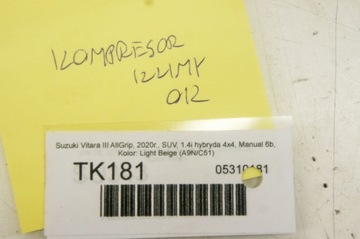 KOMPRESOR
KLIMY
012
Suzuki Vitara III AllGrip, 2020r., SUV, 1.4i hybryda 4x4, Manual 6b,
Kolor: Light Beige (A9N/C51)
TK181